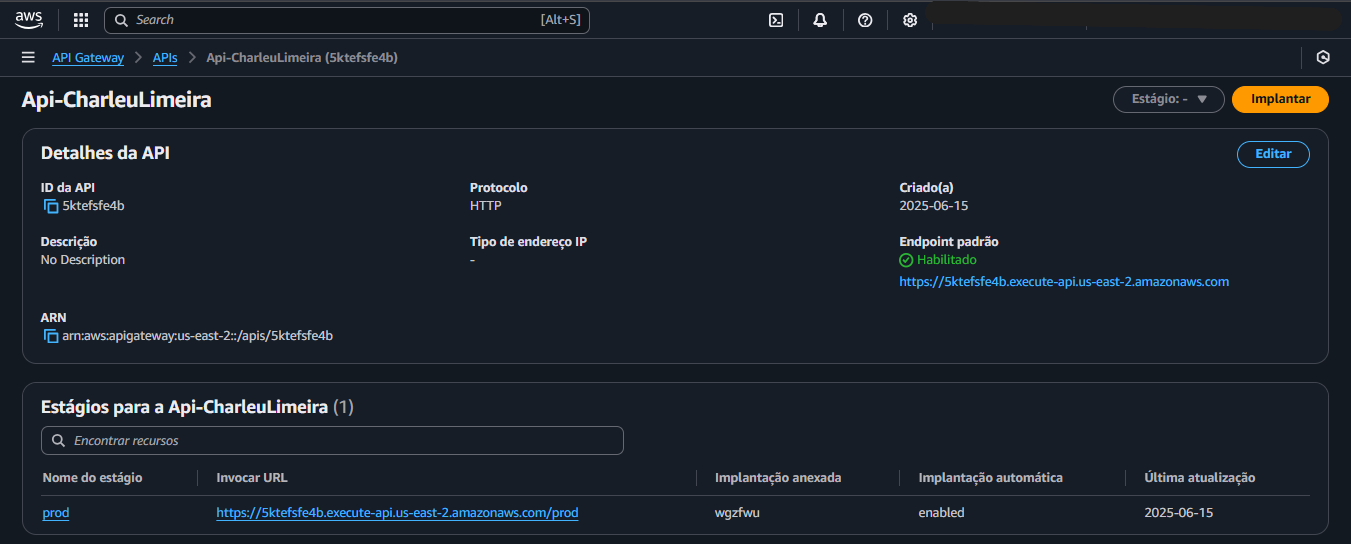 aws Search [Alt+S]
API Gateway > APIs > Api-CharleuLimeira (5ktefsfe4b)
Api-CharleuLimeira Estágio: - Implantar
Detalhes da API Editar
ID da API Protocolo Criado(a)
5ktefsfe4b HTTP 2025-06-15
Descrição Tipo de endereço IP Endpoint padrão
No Description - Habilitado
https://5ktefsfe4b.execute-api.us-east-2.amazonaws.com
ARN
arn:aws:apigateway:us-east-2::/apis/5ktefsfe4b
Estágios para a Api-CharleuLimeira (1)
Encontrar recursos
Nome do estágio Invocar URL Implantação anexada Implantação automática Última atualização
prod https://5ktefsfe4b.execute-api.us-east-2.amazonaws.com/prod wgzfwu enabled 2025-06-15